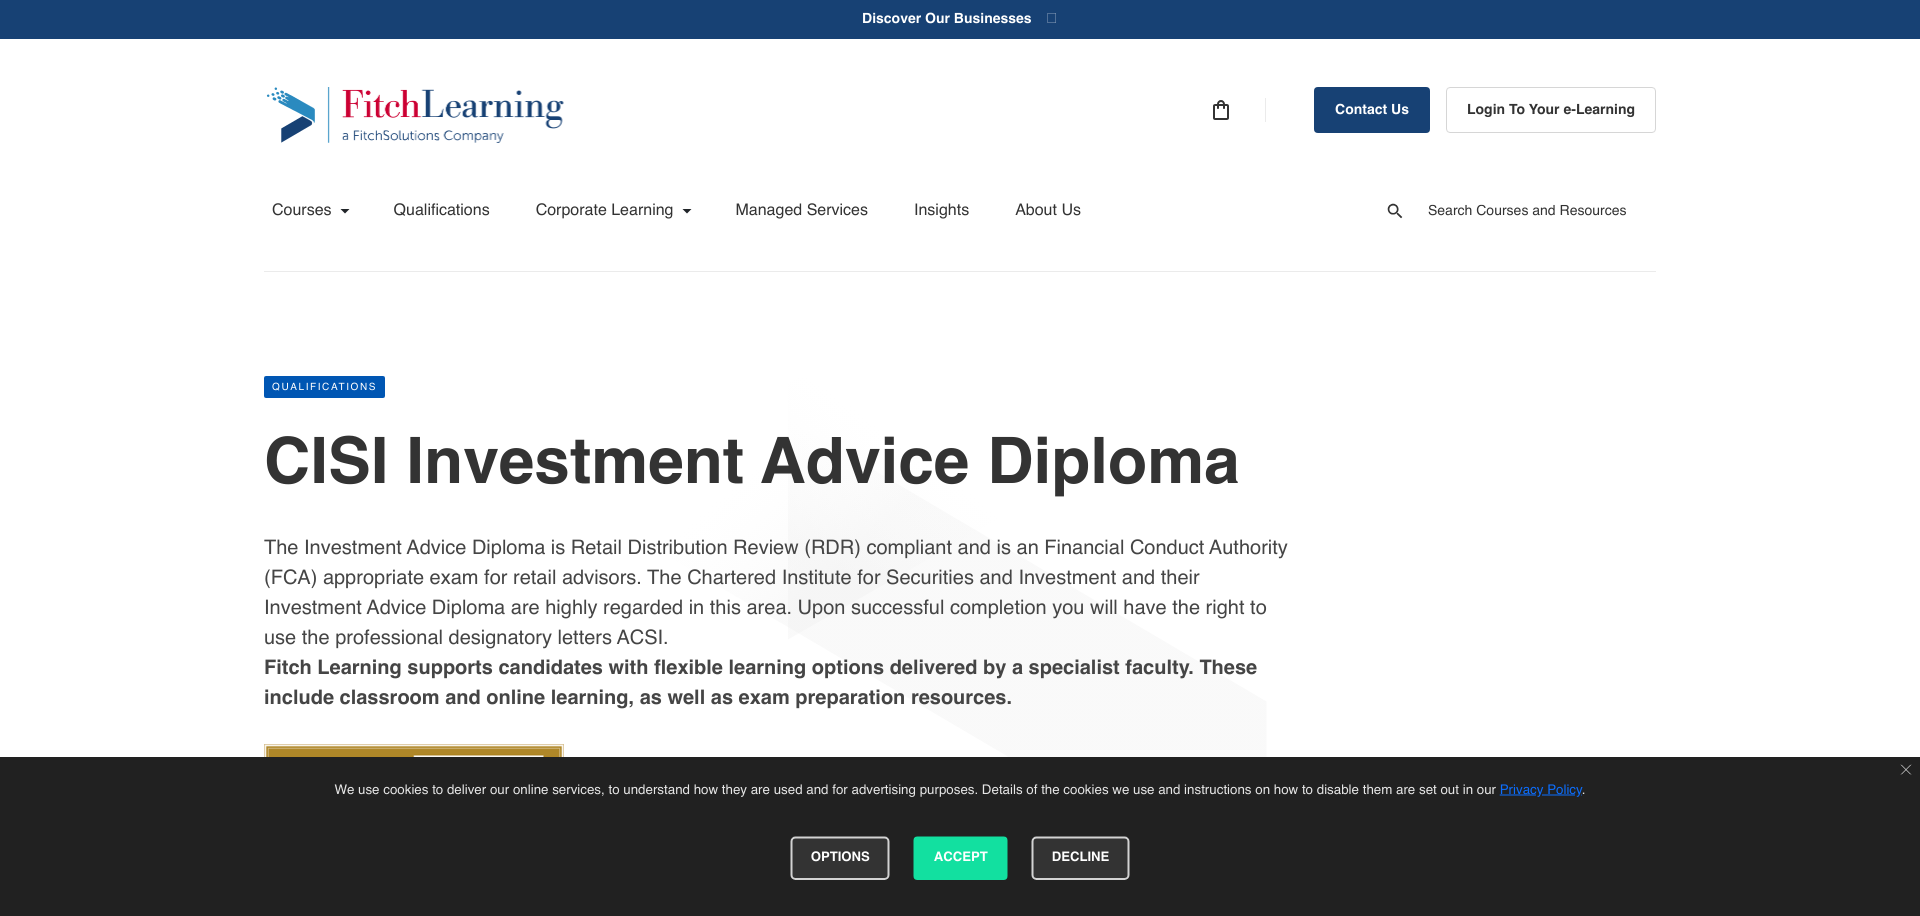 Discover Our Businesses
FitchLearning
a FitchSolutions Company
Contact Us
Login To Your e-Learning
Courses
Qualifications
Corporate Learning
Managed Services
Insights
About Us
Search Courses and Resources
QUALIFICATIONS
CISI Investment Advice Diploma
The Investment Advice Diploma is Retail Distribution Review (RDR) compliant and is an Financial Conduct Authority
(FCA) appropriate exam for retail advisors. The Chartered Institute for Securities and Investment and their
Investment Advice Diploma are highly regarded in this area. Upon successful completion you will have the right to
use the professional designatory letters ACSI.
Fitch Learning supports candidates with flexible learning options delivered by a specialist faculty. These
include classroom and online learning, as well as exam preparation resources.
We use cookies to deliver our online services, to understand how they are used and for advertising purposes. Details of the cookies we use and instructions on how to disable them are set out in our Privacy Policy.
OPTIONS
ACCEPT
DECLINE